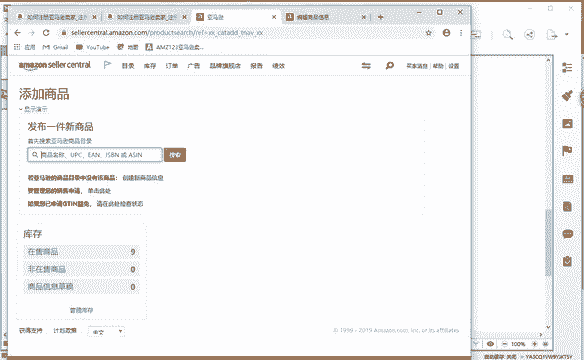 如何注册亚马逊卖家_注册
如何注册亚马逊卖家_注册
亚马逊
编辑商品信息
sellercentral.amazon.com/productsearch/ref=xx_catadd_tnav_xx
应用
Gmail
YouTube
地图
AMZ123亚马逊
amazon seller central
目录 库存 订单 广告 品牌旗舰店 报告 绩效
买家消息 | 帮助 | 设置
添加商品
显示演示
发布一件新商品
首先搜索亚马逊商品目录
商品名称、UPC、EAN、ISBN 或 ASIN
搜索
若亚马逊的商品目录中没有该商品: 创建新商品信息
要管理您的销售申请, 单击此处
如果您已申请GTIN豁免, 请在此处检查状态
库存
在售商品 9
非在售商品 0
商品信息草稿 0
管理库存
获得支持 计划政策 中文
© 1999 - 2019 Amazon.com, Inc. or its affiliates
100%